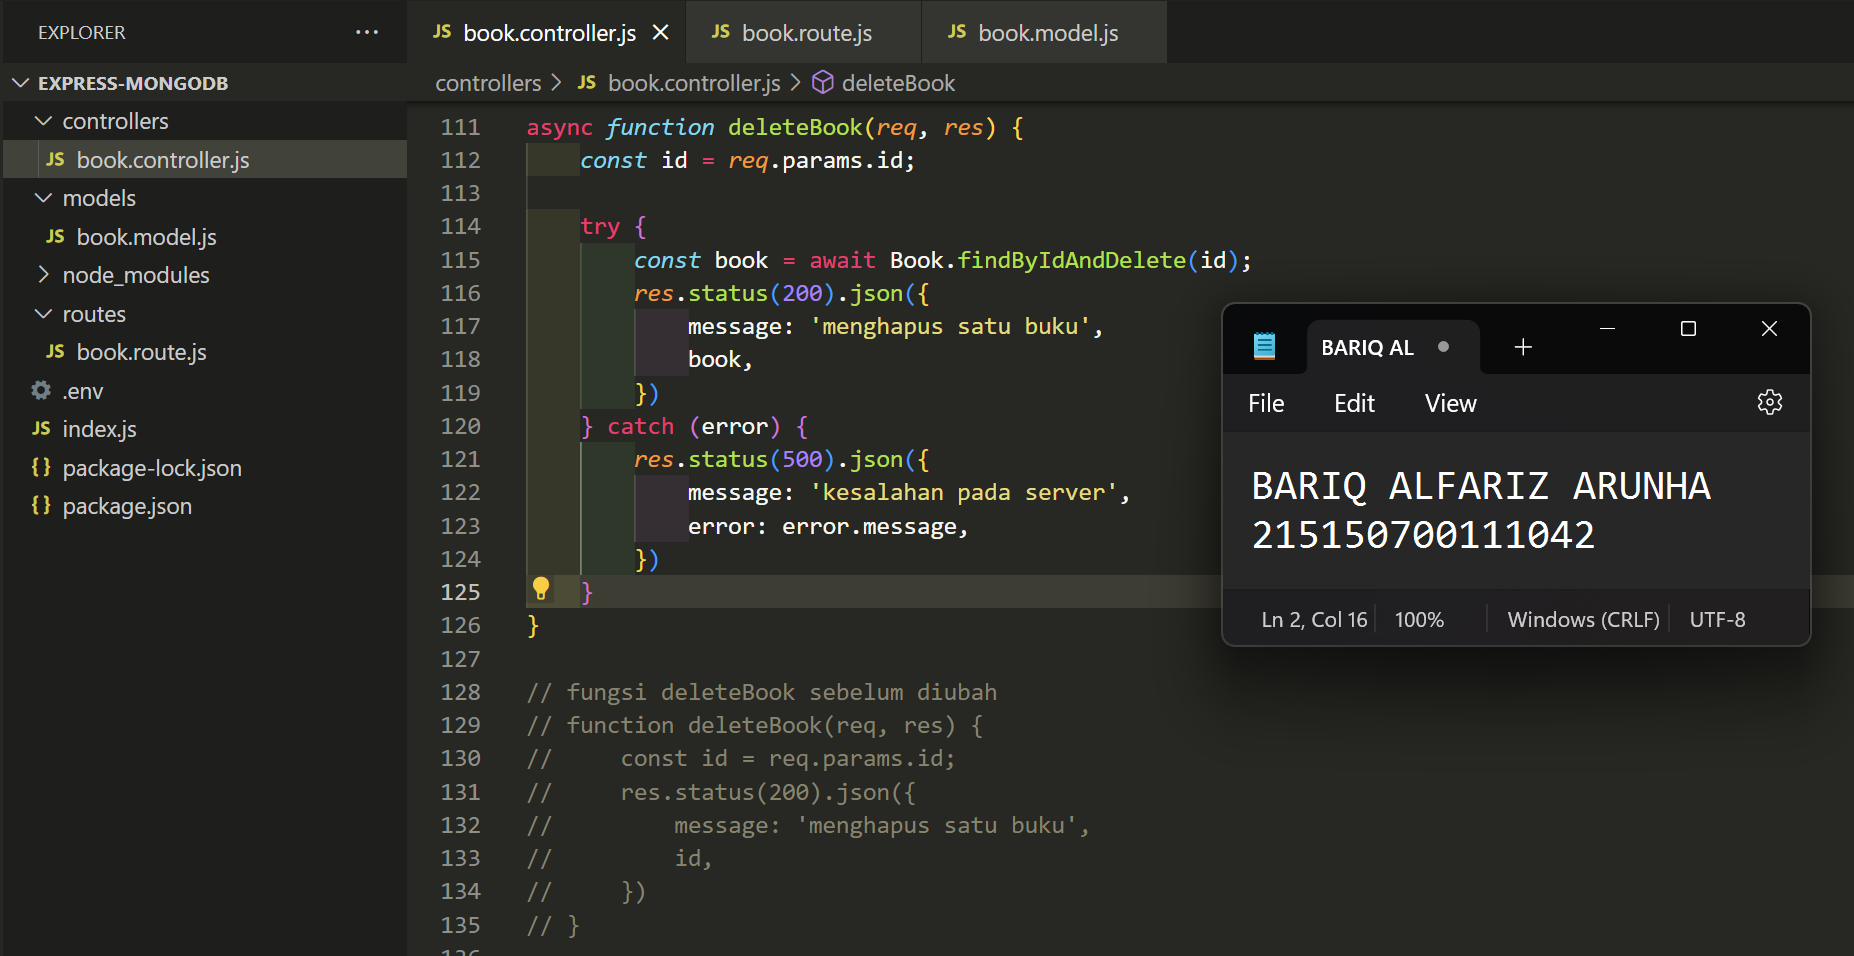 EXPLORER
EXPRESS-MONGODB
controllers
JS book.controller.js
models
JS book.model.js
node_modules
routes
JS book.route.js
.env
JS index.js
{} package-lock.json
{} package.json
JS book.controller.js
JS book.route.js
JS book.model.js
controllers > JS book.controller.js > deleteBook
111 async function deleteBook(req, res) {
112     const id = req.params.id;
113
114     try {
115         const book = await Book.findByIdAndDelete(id);
116         res.status(200).json({
117             message: 'menghapus satu buku',
118             book,
119         })
120     } catch (error) {
121         res.status(500).json({
122             message: 'kesalahan pada server',
123             error: error.message,
124         })
125     }
126 }
127
128 // fungsi deleteBook sebelum diubah
129 // function deleteBook(req, res) {
130 //     const id = req.params.id;
131 //     res.status(200).json({
132 //         message: 'menghapus satu buku',
133 //         id,
134 //     })
135 // }
BARIQ AL
File Edit View
BARIQ ALFARIZ ARUNHA
215150700111042
Ln 2, Col 16 100% Windows (CRLF) UTF-8